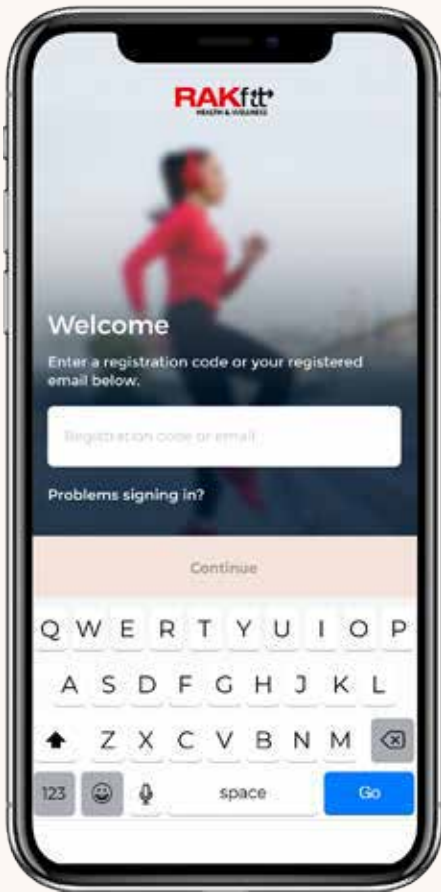 RAKfit
HEALTH & WELLNESS
Welcome
Enter a registration code or your registered
email below.
Registration code or email
Problems signing in?
Continue
Q W E R T Y U I O P
A S D F G H J K L
Z X C V B N M
123 space Go